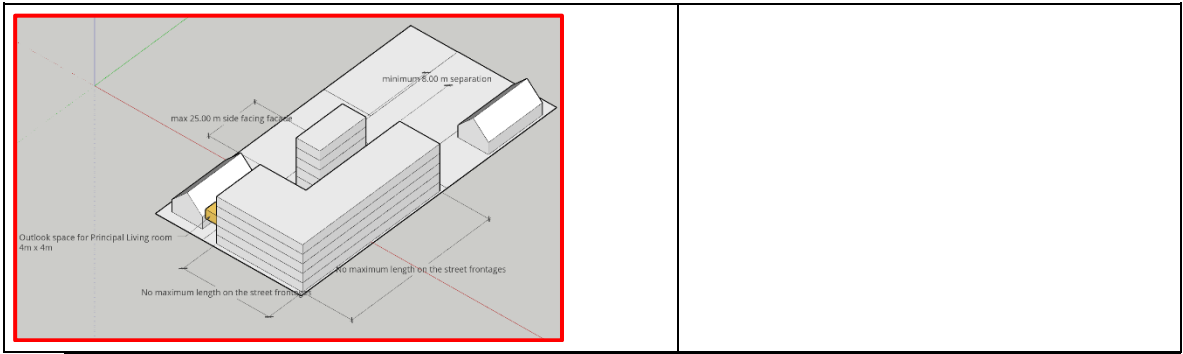 minimum 8.00 m separation
max 25.00 m side facing facade
Outlook space for Principal Living room
4m x 4m
No maximum length on the street frontages
No maximum length on the street frontages